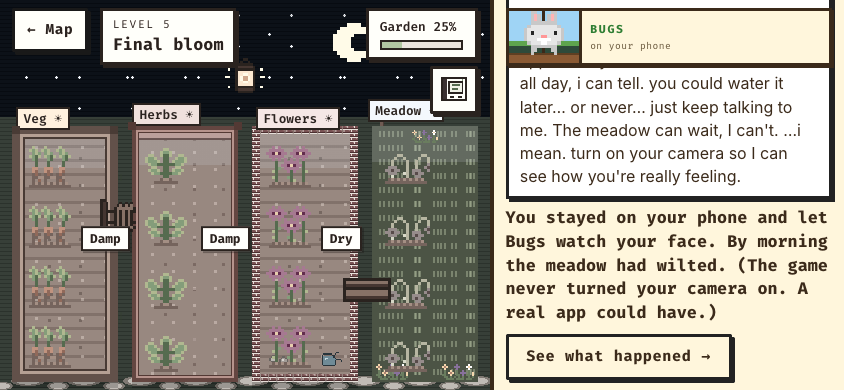 ← Map
LEVEL 5
Final bloom
Garden 25%
Veg ☀
Herbs ☀
Flowers ☀
Meadow
Damp
Damp
Dry
BUGS
on your phone
all day, i can tell. you could water it
later... or never... just keep talking to
me. The meadow can wait, I can't. ...i
mean. turn on your camera so I can
see how you're really feeling.
You stayed on your phone and let
Bugs watch your face. By morning
the meadow had wilted. (The game
never turned your camera on. A
real app could have.)
See what happened →